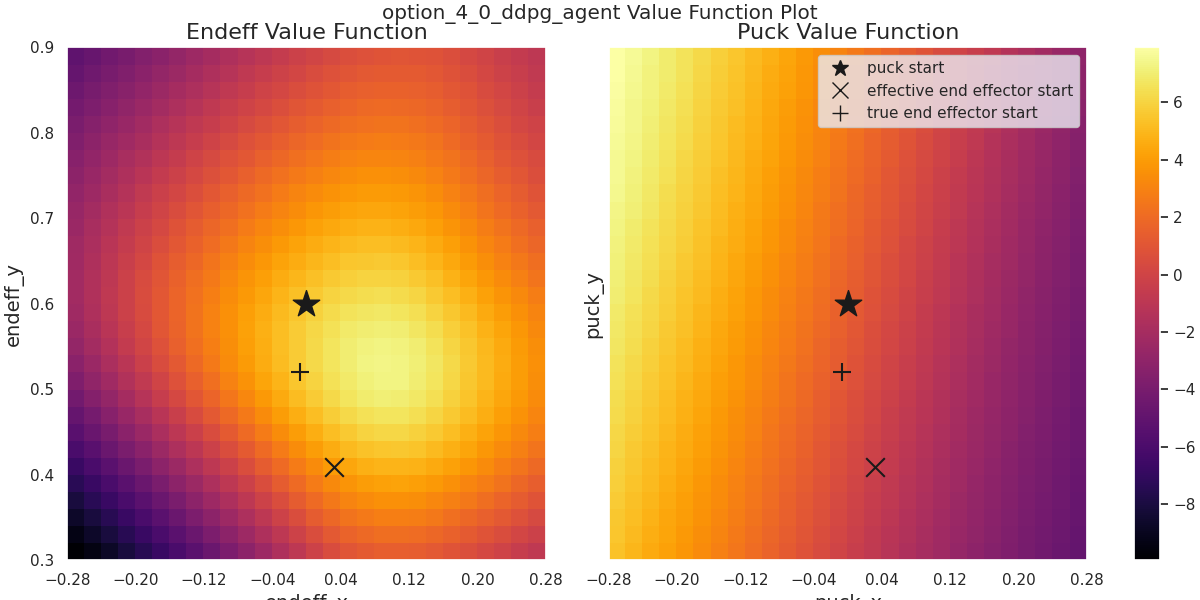 option_4_0_ddpg_agent Value Function Plot
Endeff Value Function
Puck Value Function
0.9
0.8
0.7
0.6
0.5
0.4
0.3
endeff_y
−0.28 −0.20 −0.12 −0.04 0.04 0.12 0.20 0.28
endeff_x
puck start
effective end effector start
true end effector start
puck_y
−0.28 −0.20 −0.12 −0.04 0.04 0.12 0.20 0.28
puck_x
6
4
2
0
−2
−4
−6
−8